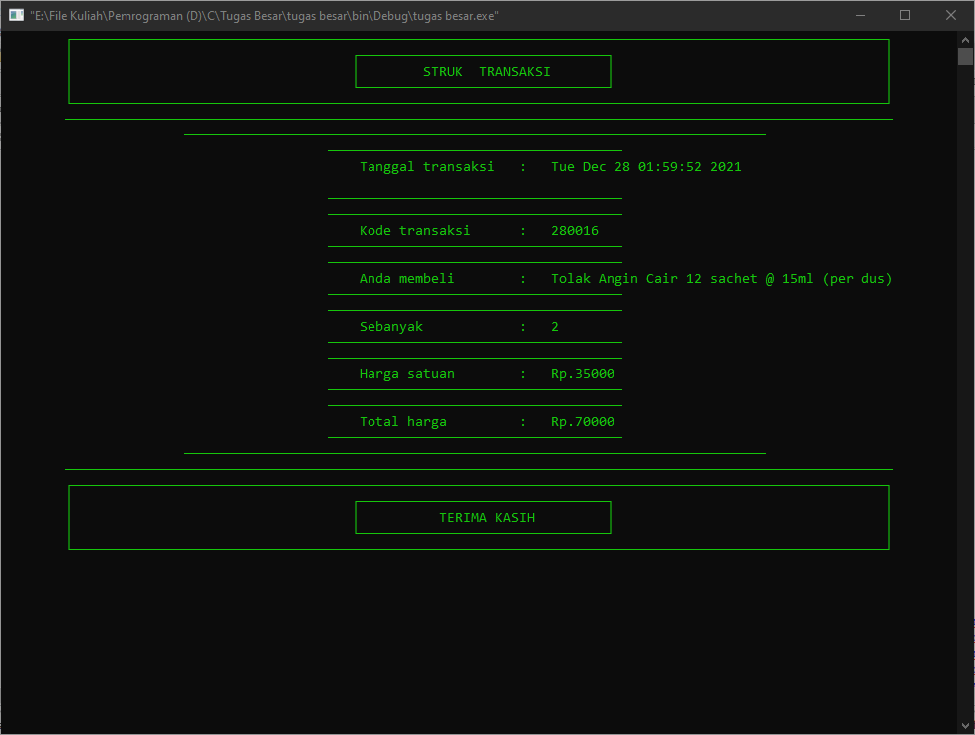 "E:\File Kuliah\Pemrograman (D)\C\Tugas Besar\tugas besar\bin\Debug\tugas besar.exe"
STRUK  TRANSAKSI
Tanggal transaksi   :   Tue Dec 28 01:59:52 2021
Kode transaksi      :   280016
Anda membeli        :   Tolak Angin Cair 12 sachet @ 15ml (per dus)
Sebanyak            :   2
Harga satuan        :   Rp.35000
Total harga         :   Rp.70000
TERIMA KASIH